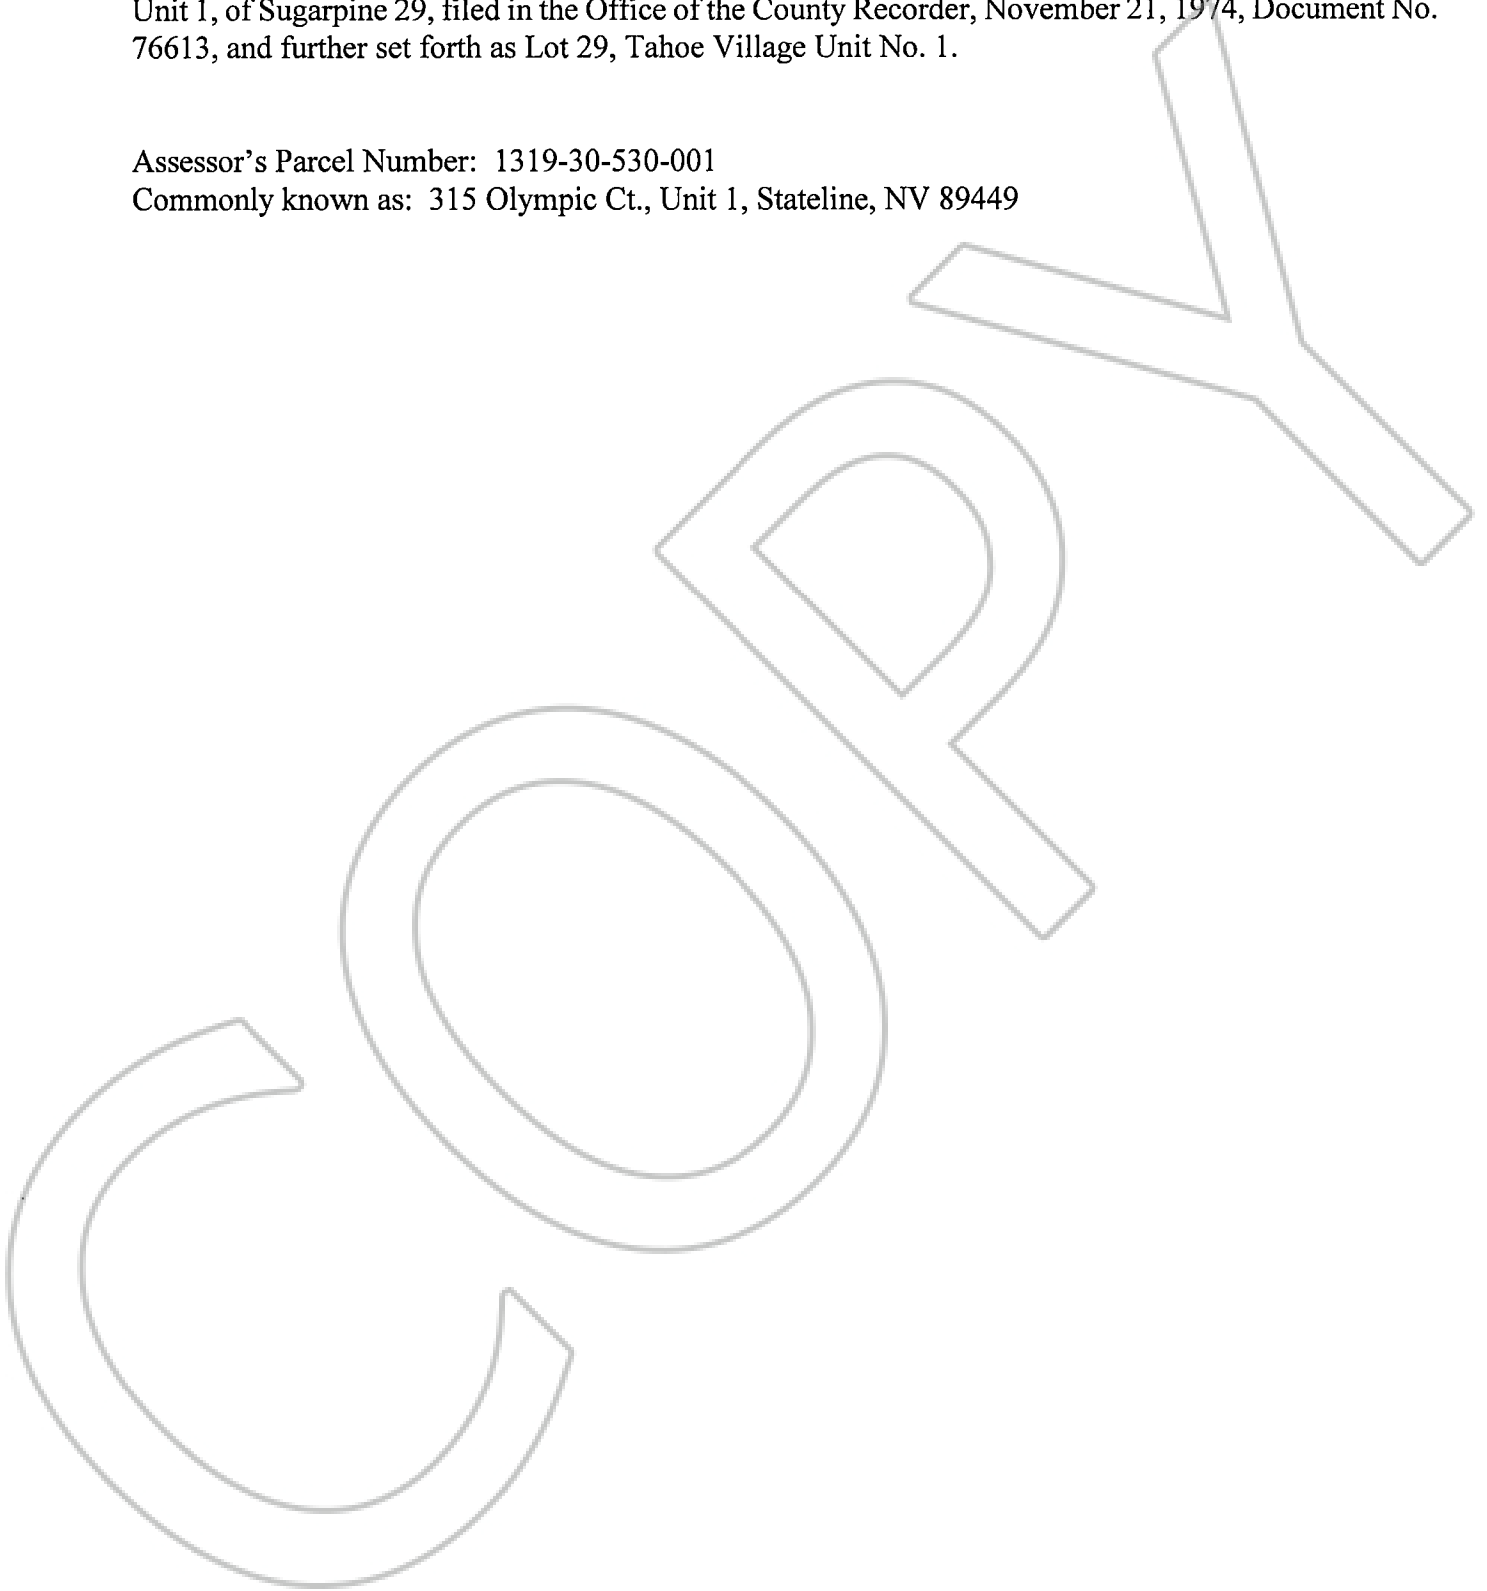 Unit 1, of Sugarpine 29, filed in the Office of the County Recorder, November 21, 1974, Document No.
76613, and further set forth as Lot 29, Tahoe Village Unit No. 1.
Assessor’s Parcel Number: 1319-30-530-001
Commonly known as: 315 Olympic Ct., Unit 1, Stateline, NV 89449
COPY